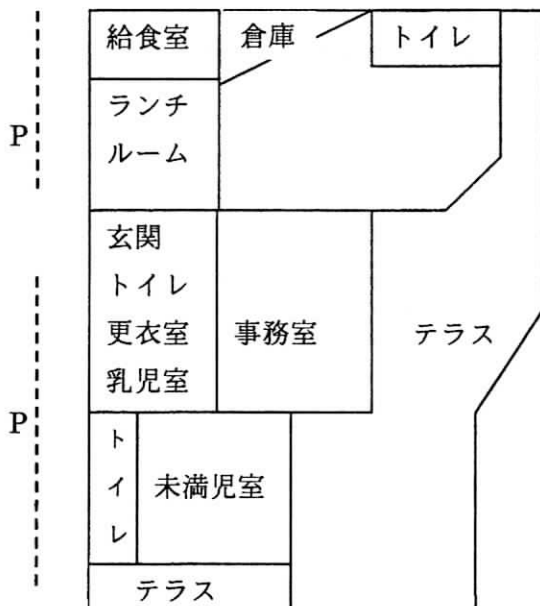 給食室
倉庫
トイレ
ランチ
ルーム
P
玄関
トイレ
更衣室
乳児室
事務室
テラス
P
トイレ
未満児室
テラス